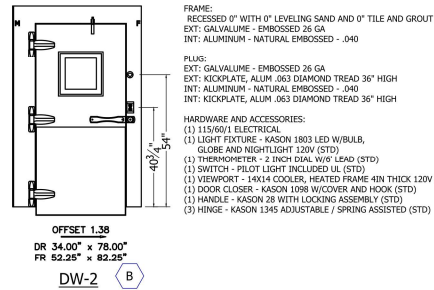 M
F
40¾"
54"
OFFSET 1.38
DR 34.00" x 78.00"
FR 52.25" x 82.25"
DW-2
B
FRAME:
RECESSED 0" WITH 0" LEVELING SAND AND 0" TILE AND GROUT
EXT: GALVALUME - EMBOSSED 26 GA
INT: ALUMINUM - NATURAL EMBOSSED - .040
PLUG:
EXT: GALVALUME - EMBOSSED 26 GA
EXT: KICKPLATE, ALUM .063 DIAMOND TREAD 36" HIGH
INT: ALUMINUM - NATURAL EMBOSSED - .040
INT: KICKPLATE, ALUM .063 DIAMOND TREAD 36" HIGH
HARDWARE AND ACCESSORIES:
(1) 115/60/1 ELECTRICAL
(1) LIGHT FIXTURE - KASON 1803 LED W/BULB,
GLOBE AND NIGHTLIGHT 120V (STD)
(1) THERMOMETER - 2 INCH DIAL W/6' LEAD (STD)
(1) SWITCH - PILOT LIGHT INCLUDED UL (STD)
(1) VIEWPORT - 14X14 COOLER, HEATED FRAME 4IN THICK 120V
(1) DOOR CLOSER - KASON 1098 W/COVER AND HOOK (STD)
(1) HANDLE - KASON 28 WITH LOCKING ASSEMBLY (STD)
(3) HINGE - KASON 1345 ADJUSTABLE / SPRING ASSISTED (STD)